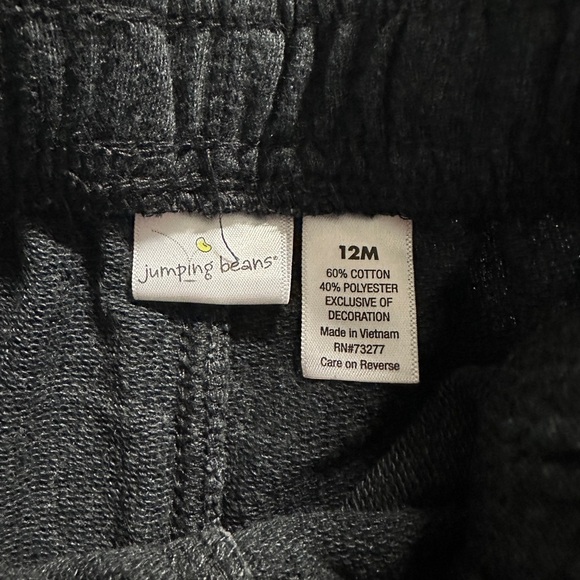 jumping beans®
12M
60% COTTON
40% POLYESTER
EXCLUSIVE OF
DECORATION
Made in Vietnam
RN#73277
Care on Reverse